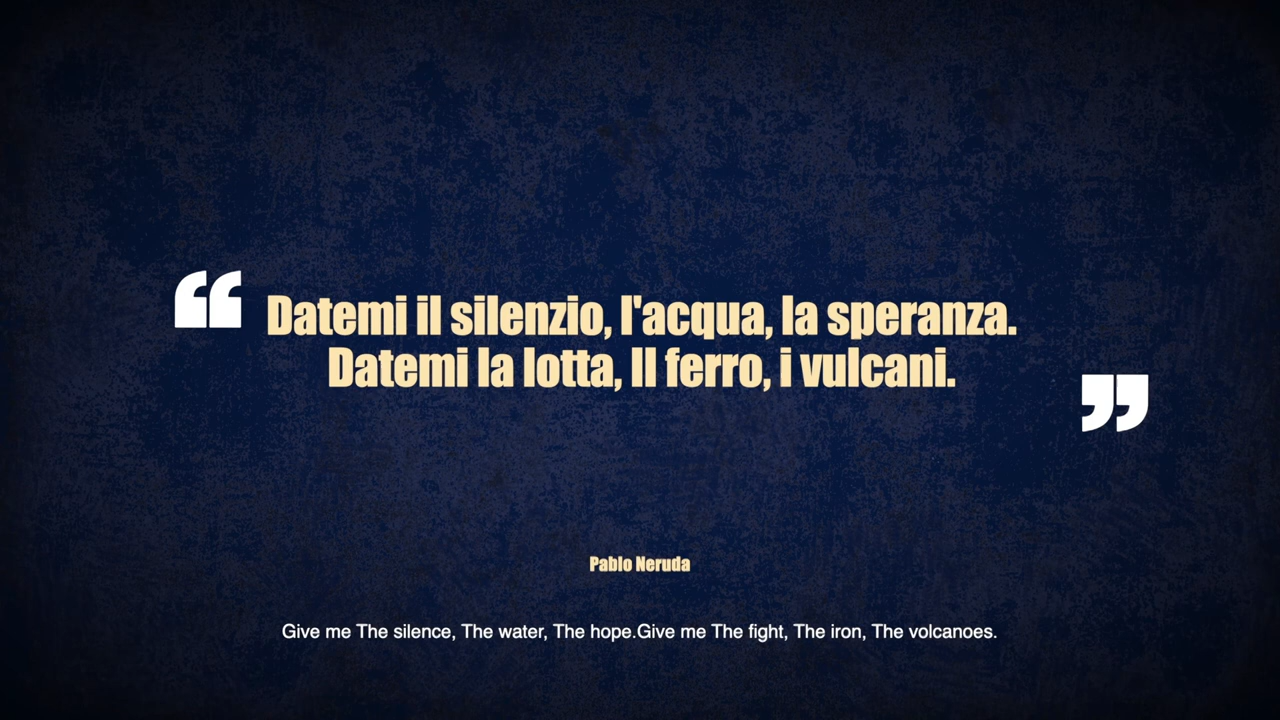 “Datemi il silenzio, l'acqua, la speranza.
Datemi la lotta, Il ferro, i vulcani.”
Pablo Neruda
Give me The silence, The water, The hope.Give me The fight, The iron, The volcanoes.